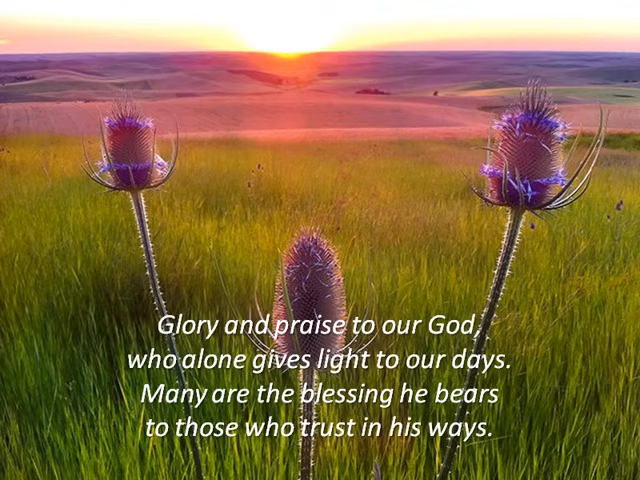 Glory and praise to our God,
who alone gives light to our days.
Many are the blessing he bears
to those who trust in his ways.